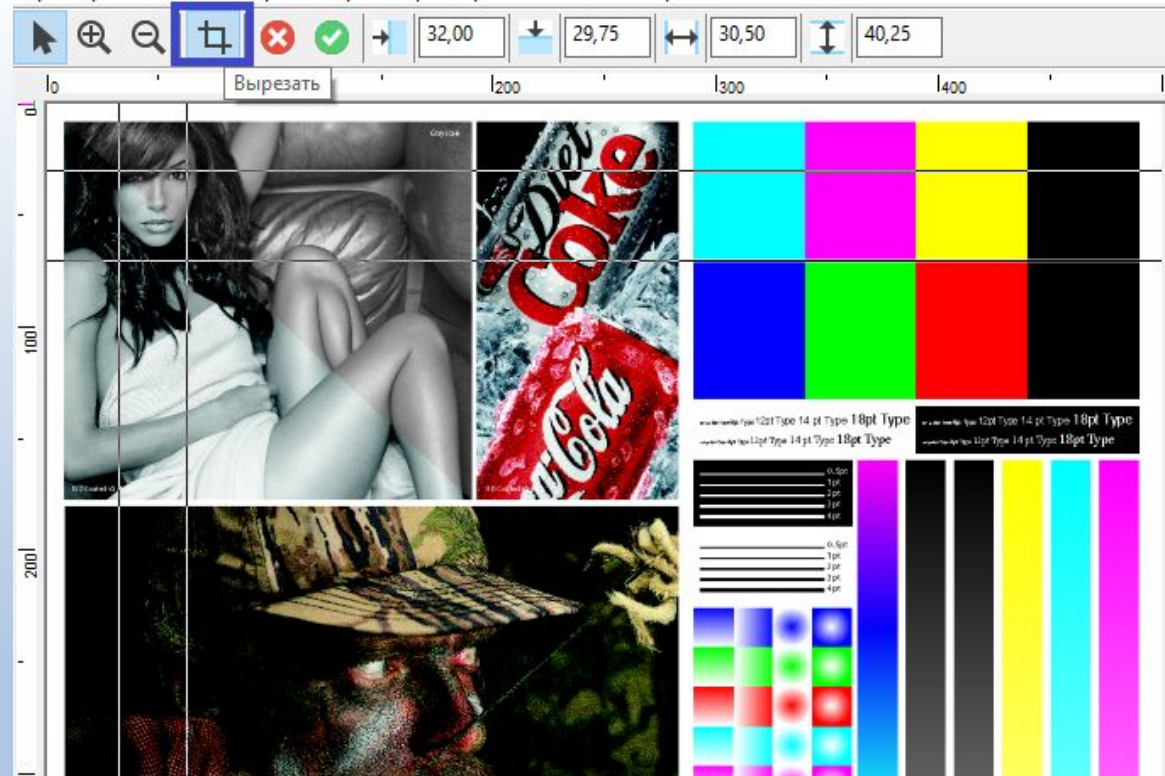 32,00 29,75 30,50 40,25
Вырезать
0 200 300 400
0
100
200
Grayscale
Diet
Coke
Cola
12pt Type 14 pt Type 18pt Type
12pt Type 14 pt Type 18pt Type
12pt Type 14 pt Type 18pt Type
12pt Type 14 pt Type 18pt Type
0.5pt
1pt
2pt
3pt
4pt
0.5pt
1pt
2pt
3pt
4pt